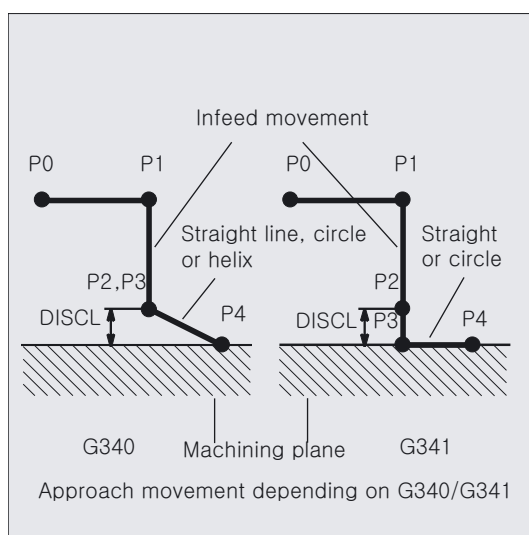 Infeed movement
P0 P1 P0 P1
Straight line, circle
or helix
Straight
or circle
P2,P3 P2
DISCL P4 DISCL P3 P4
G340 Machining plane G341
Approach movement depending on G340/G341